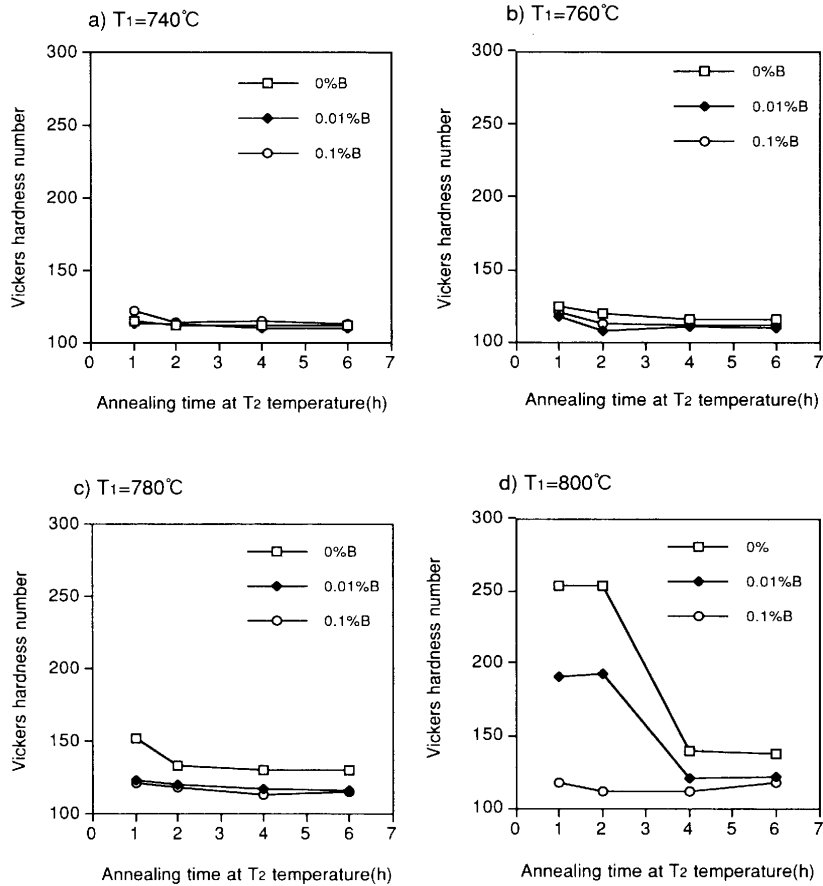 a) T1=740℃
300
250
200
150
100
0 1 2 3 4 5 6 7
Vickers hardness number
Annealing time at T2 temperature(h)
0%B
0.01%B
0.1%B
b) T1=760℃
300
250
200
150
100
0 1 2 3 4 5 6 7
Vickers hardness number
Annealing time at T2 temperature(h)
0%B
0.01%B
0.1%B
c) T1=780℃
300
250
200
150
100
0 1 2 3 4 5 6 7
Vickers hardness number
Annealing time at T2 temperature(h)
0%B
0.01%B
0.1%B
d) T1=800℃
300
250
200
150
100
0 1 2 3 4 5 6 7
Vickers hardness number
Annealing time at T2 temperature(h)
0%
0.01%B
0.1%B